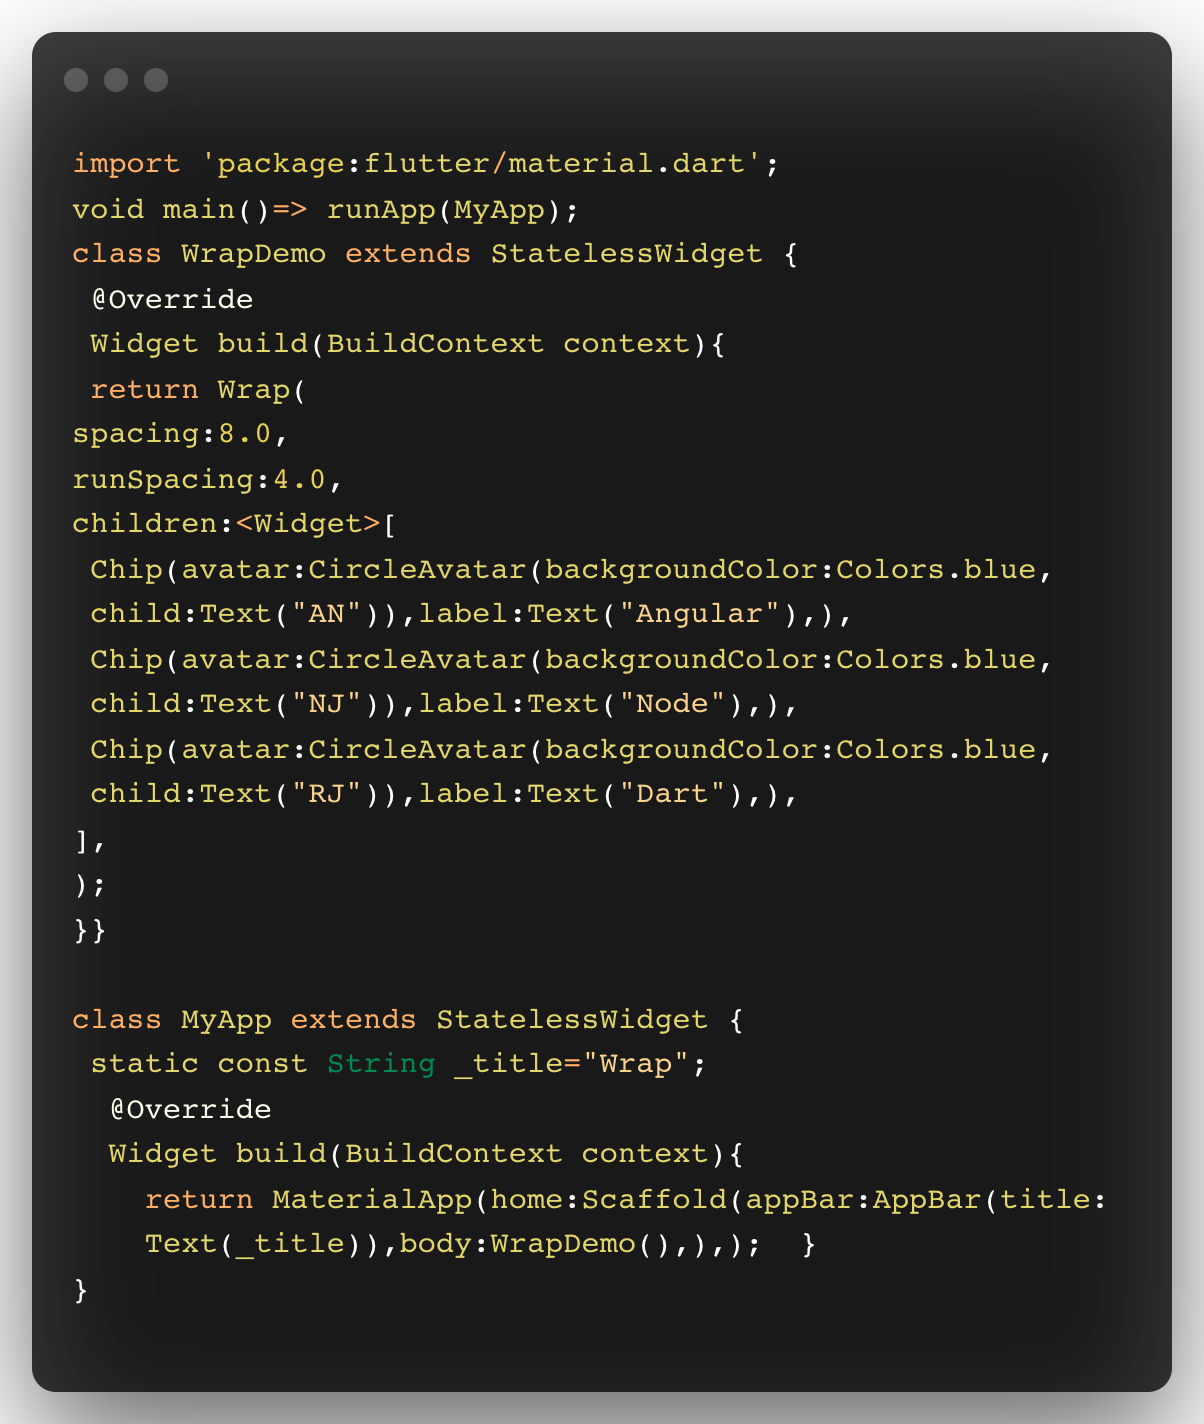 import 'package:flutter/material.dart';
void main()=> runApp(MyApp);
class WrapDemo extends StatelessWidget {
 @Override
 Widget build(BuildContext context){
 return Wrap(
spacing:8.0,
runSpacing:4.0,
children:<Widget>[
 Chip(avatar:CircleAvatar(backgroundColor:Colors.blue,
 child:Text("AN")),label:Text("Angular"),),
 Chip(avatar:CircleAvatar(backgroundColor:Colors.blue,
 child:Text("NJ")),label:Text("Node"),),
 Chip(avatar:CircleAvatar(backgroundColor:Colors.blue,
 child:Text("RJ")),label:Text("Dart"),),
],
);
}}

class MyApp extends StatelessWidget {
 static const String _title="Wrap";
  @Override
  Widget build(BuildContext context){
    return MaterialApp(home:Scaffold(appBar:AppBar(title:
    Text(_title)),body:WrapDemo(),),);  }
}